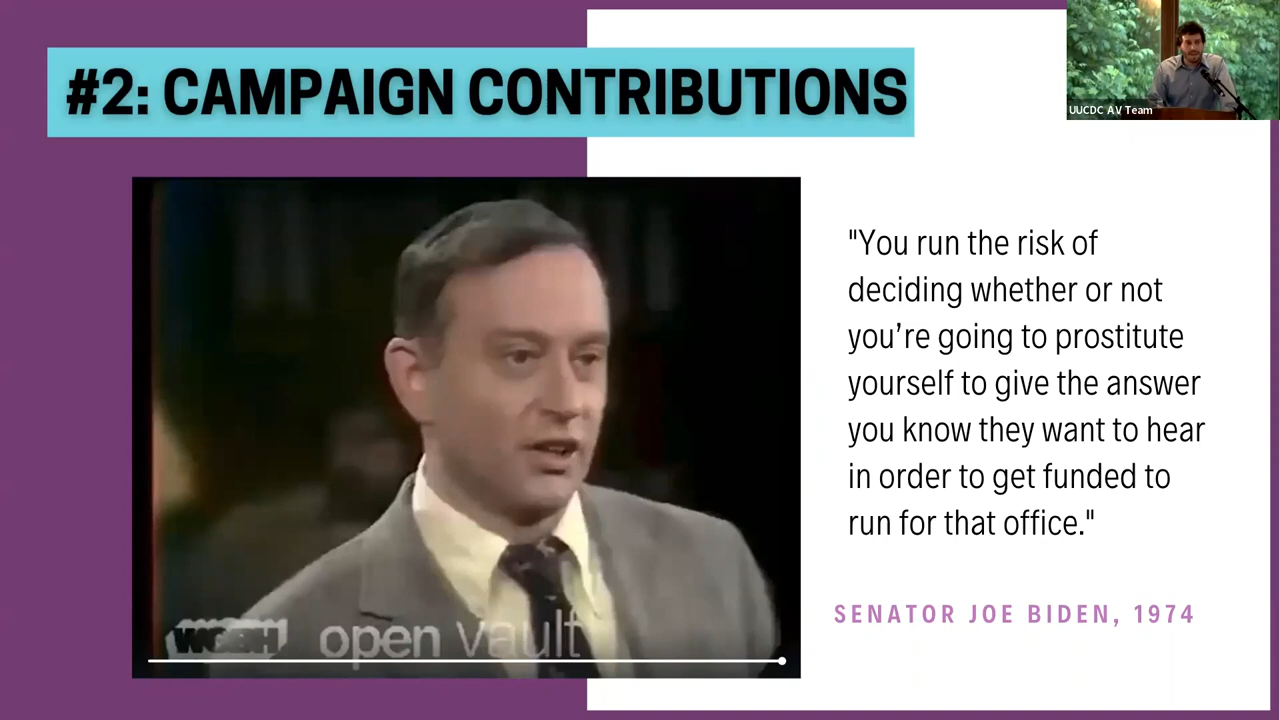 #2: CAMPAIGN CONTRIBUTIONS
UUCDC AV Team
"You run the risk of
deciding whether or not
you’re going to prostitute
yourself to give the answer
you know they want to hear
in order to get funded to
run for that office."
SENATOR JOE BIDEN, 1974
WGBH open vault